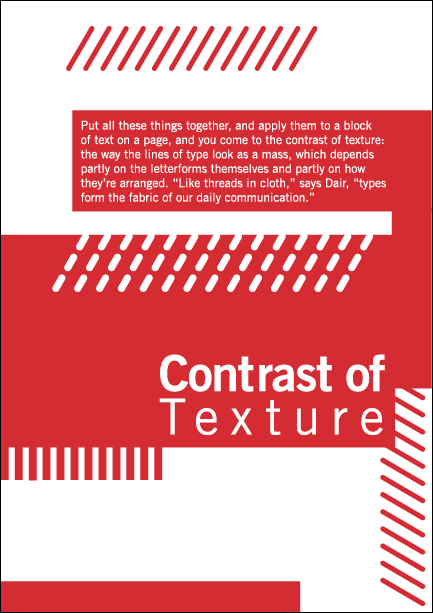 Put all these things together, and apply them to a block
of text on a page, and you come to the contrast of texture:
the way the lines of type look as a mass, which depends
partly on the letterforms themselves and partly on how
they’re arranged. “Like threads in cloth,” says Dair, “types
form the fabric of our daily communication.”
Contrast of
Texture